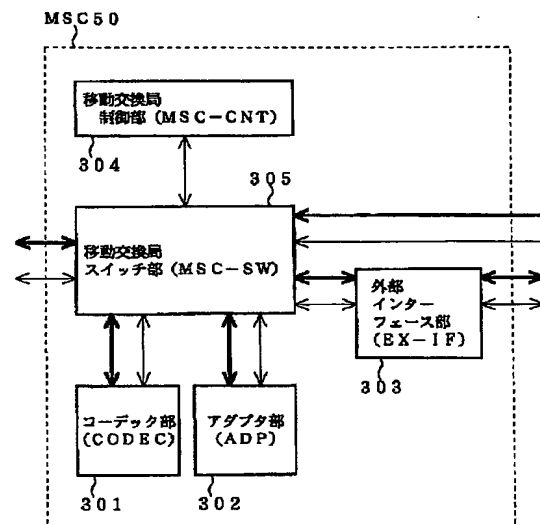 MSC50
移動交換局
制御部(MSC-CNT)
304
305
移動交換局
スイッチ部(MSC-SW)
外部
インター
フェース部
(EX-IF)
303
コーデック部
(CODEC)
アダプタ部
(ADP)
301
302